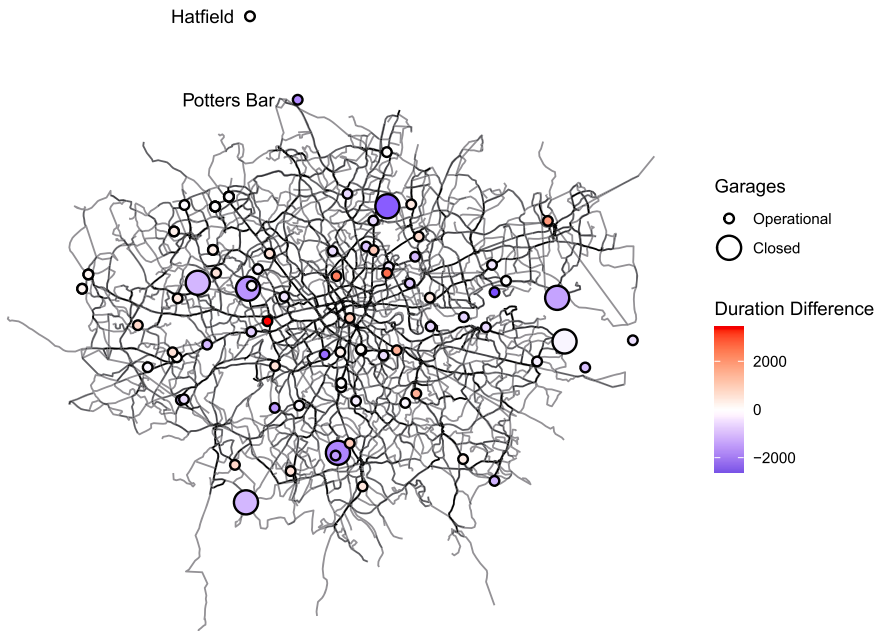 Hatfield
Potters Bar
Garages
Operational
Closed
Duration Difference
2000
0
−2000